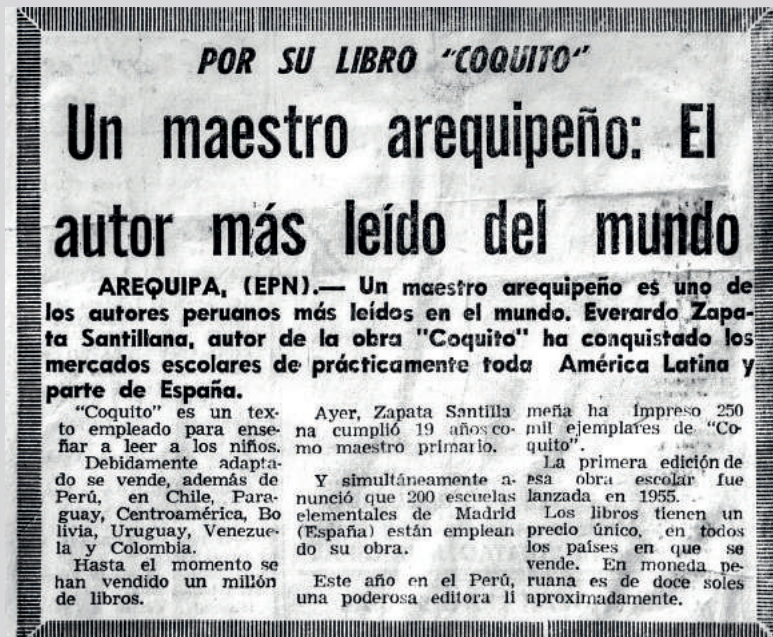 POR SU LIBRO "COQUITO"
Un maestro arequipeño: El
autor más leído del mundo
AREQUIPA, (EPN).— Un maestro arequipeño es uno de
los autores peruanos más leídos en el mundo. Everardo Zapa-
ta Santillana, autor de la obra "Coquito" ha conquistado los
mercados escolares de prácticamente toda América Latina y
parte de España.
"Coquito" es un tex-
to empleado para ense-
ñar a leer a los niños.
Debidamente adapta-
do se vende, además de
Perú, en Chile, Para-
guay, Centroamérica, Bo
livia, Uruguay, Venezue-
la y Colombia.
Hasta el momento se
han vendido un millón
de libros.
Ayer, Zapata Santilla
na cumplió 19 años co-
mo maestro primario.
Y simultáneamente a-
nunció que 200 escuelas
elementales de Madrid
(España) están emplean
do su obra.
Este año en el Perú,
una poderosa editora li
meña ha impreso 250
mil ejemplares de "Co-
quito".
La primera edición de
esa obra escolar fue
lanzada en 1955.
Los libros tienen un
precio único, en todos
los países en que se
vende. En moneda pe-
ruana es de doce soles
aproximadamente.